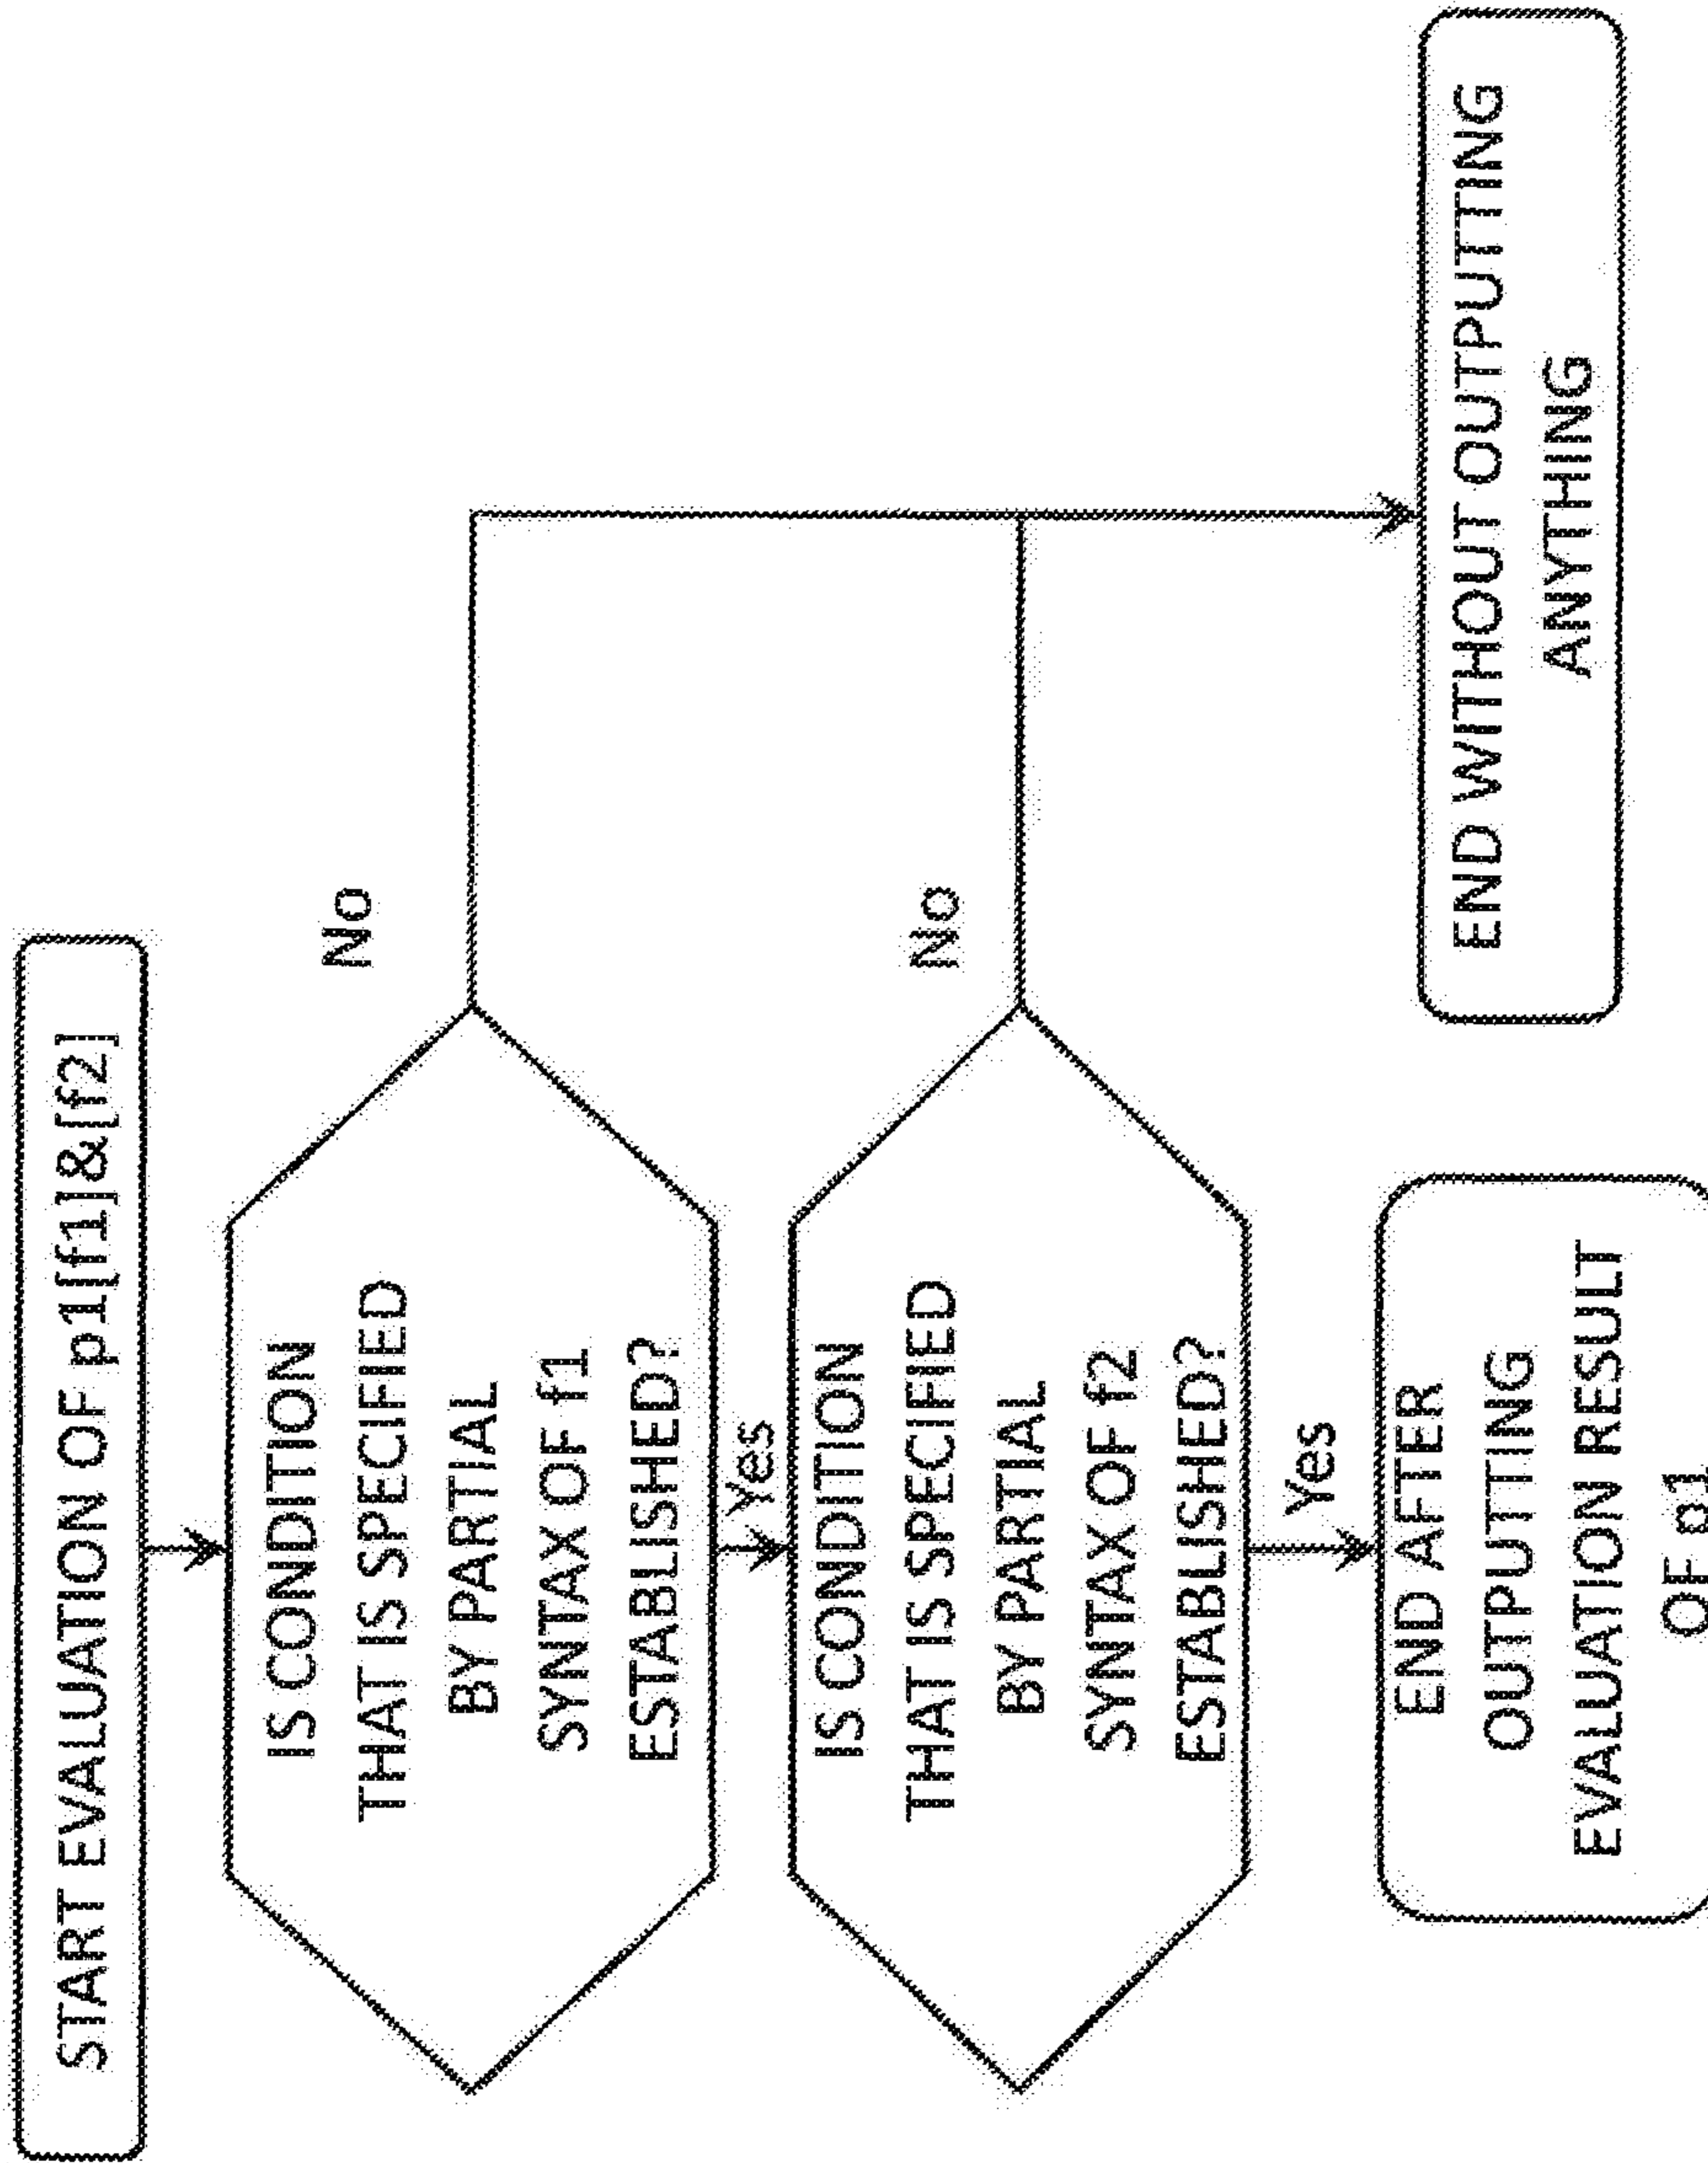 START EVALUATION OF p1[f1]&[f2]
IS CONDITION
THAT IS SPECIFIED
BY PARTIAL
SYNTAX OF f1
ESTABLISHED?
No
Yes
IS CONDITION
THAT IS SPECIFIED
BY PARTIAL
SYNTAX OF f2
ESTABLISHED?
No
Yes
END AFTER
OUTPUTTING
EVALUATION RESULT
OF
END WITHOUT OUTPUTTING
ANYTHING